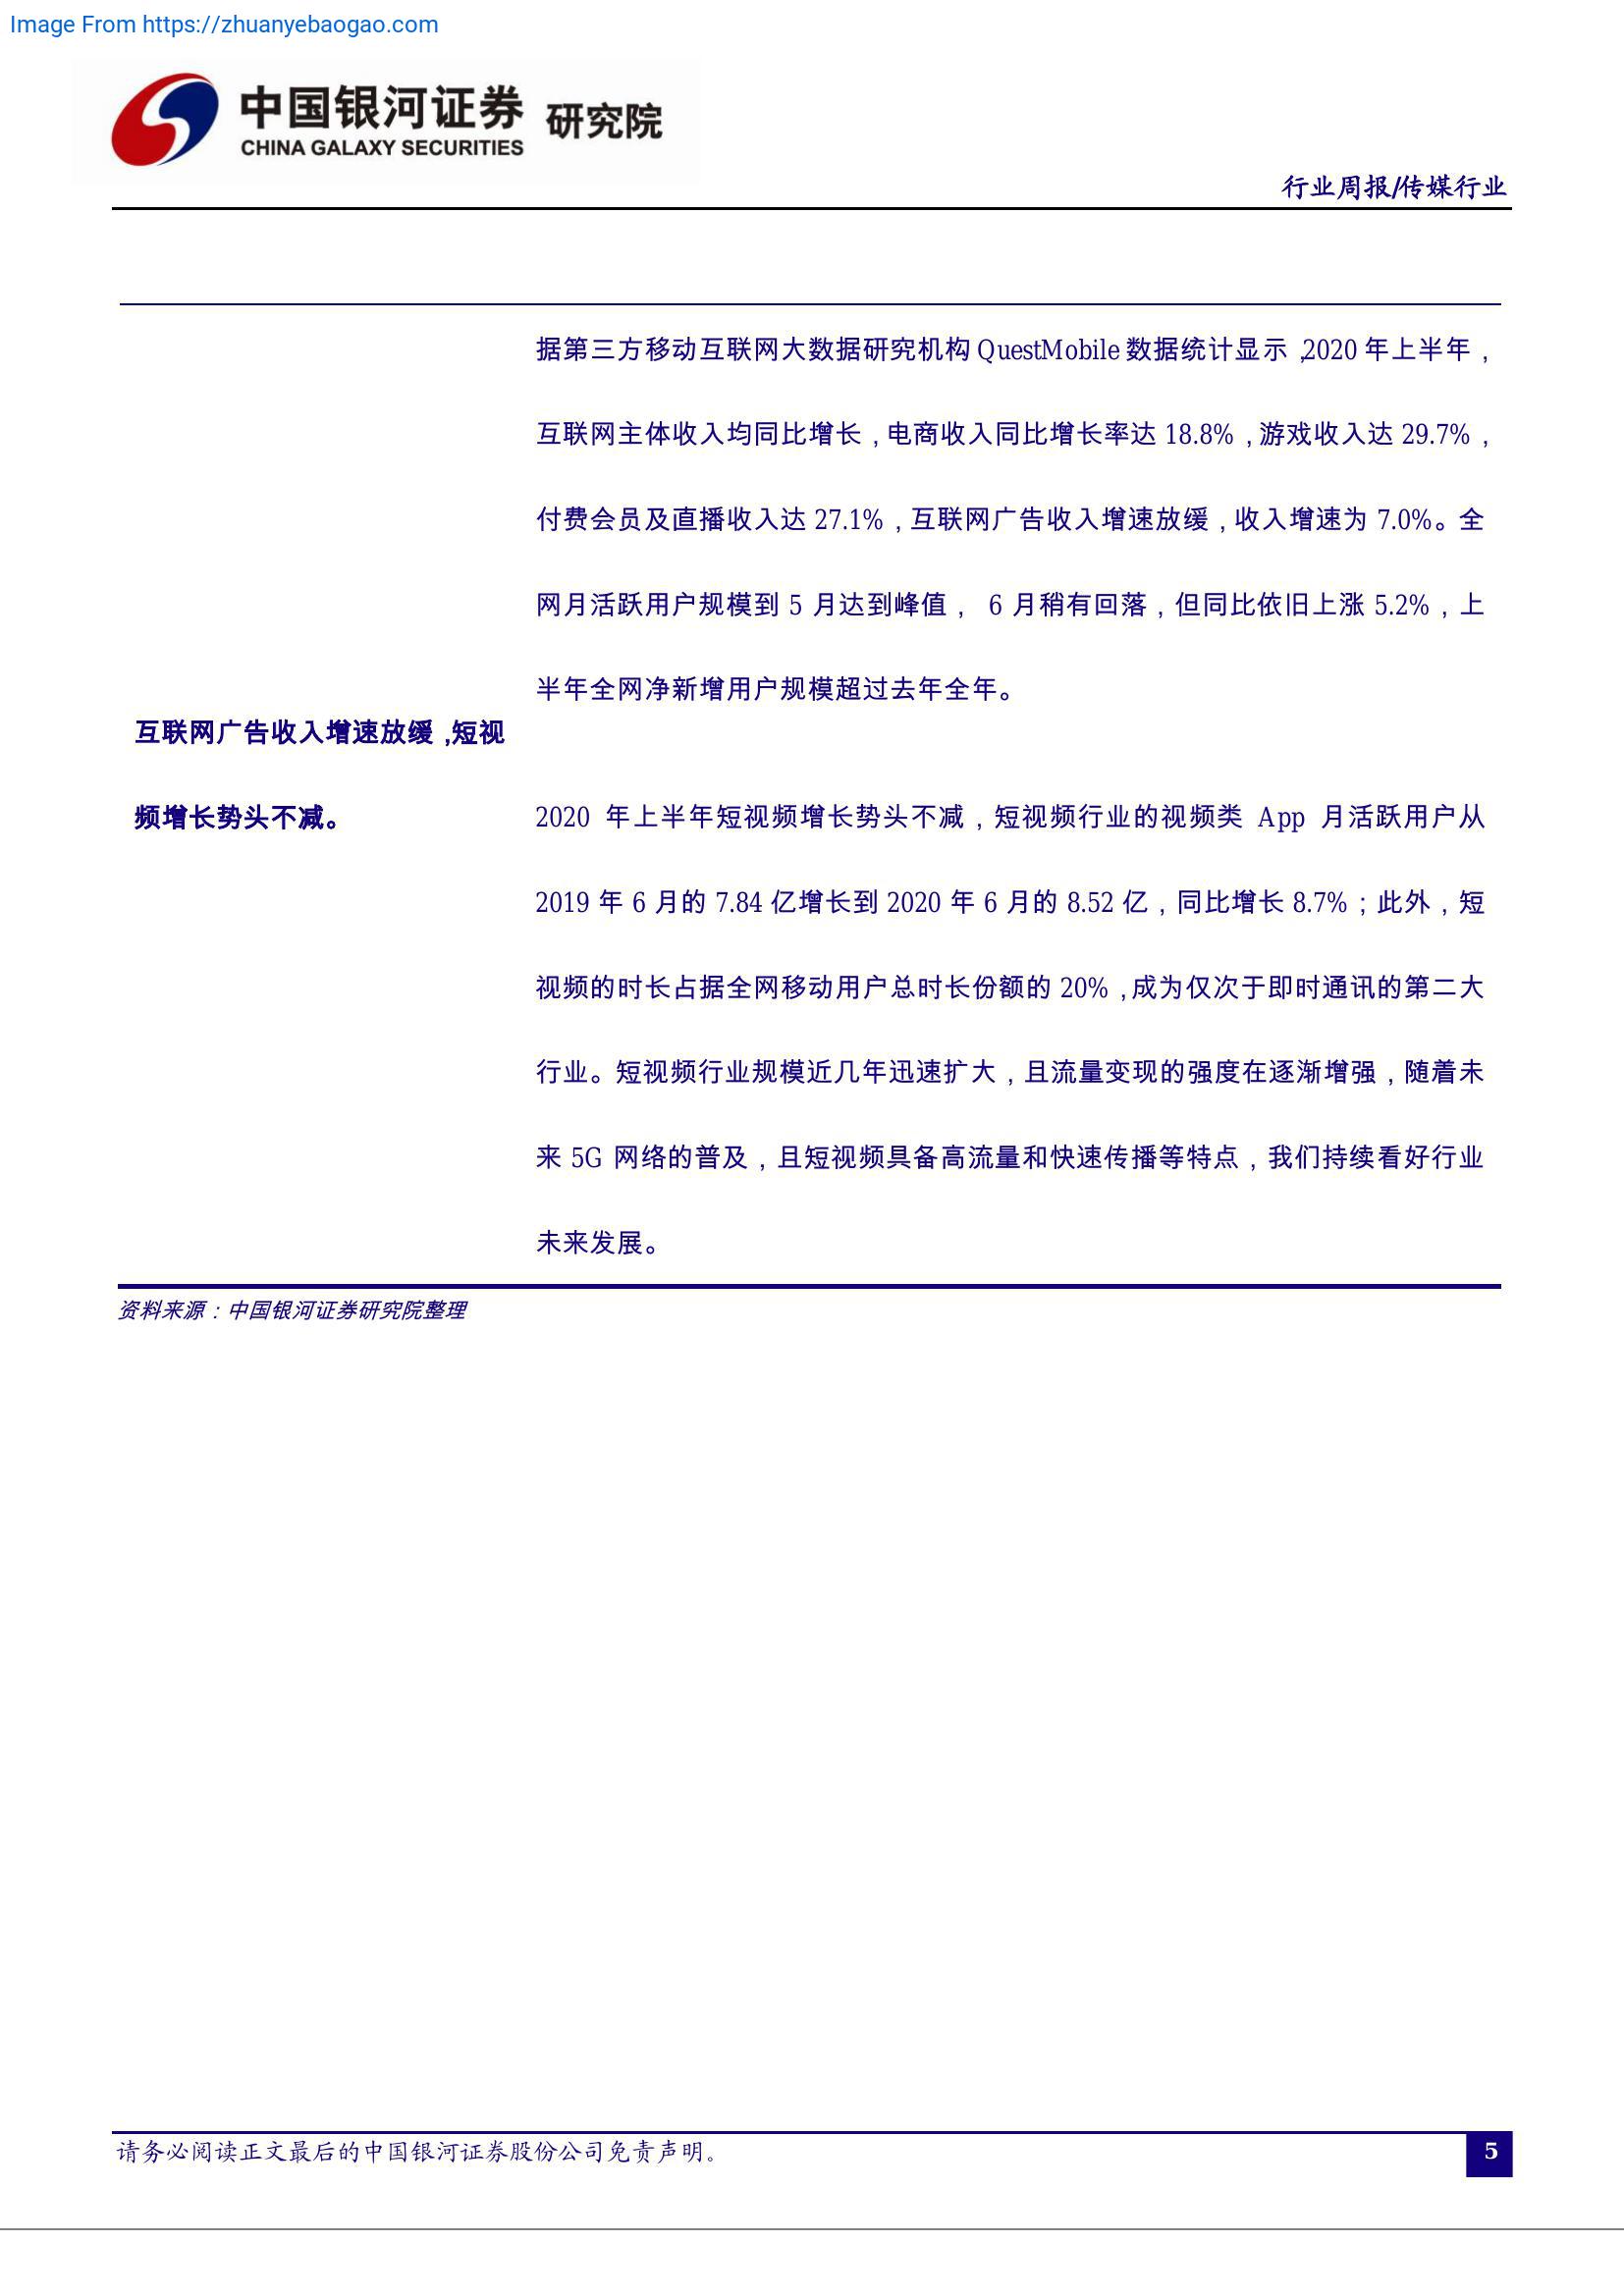 Image From https://zhuanyebaogao.com
中国银河证券 研究院
CHINA GALAXY SECURITIES
行业周报/传媒行业
据第三方移动互联网大数据研究机构 QuestMobile 数据统计显示，2020 年上半年，
互联网主体收入均同比增长，电商收入同比增长率达 18.8%，游戏收入达 29.7%，
付费会员及直播收入达 27.1%，互联网广告收入增速放缓，收入增速为 7.0%。全
网月活跃用户规模到 5 月达到峰值， 6 月稍有回落，但同比依旧上涨 5.2%，上
半年全网净新增用户规模超过去年全年。
互联网广告收入增速放缓，短视
频增长势头不减。
2020 年上半年短视频增长势头不减，短视频行业的视频类 App 月活跃用户从
2019 年 6 月的 7.84 亿增长到 2020 年 6 月的 8.52 亿，同比增长 8.7%；此外，短
视频的时长占据全网移动用户总时长份额的 20%，成为仅次于即时通讯的第二大
行业。短视频行业规模近几年迅速扩大，且流量变现的强度在逐渐增强，随着未
来 5G 网络的普及，且短视频具备高流量和快速传播等特点，我们持续看好行业
未来发展。
资料来源：中国银河证券研究院整理
请务必阅读正文最后的中国银河证券股份公司免责声明。
5